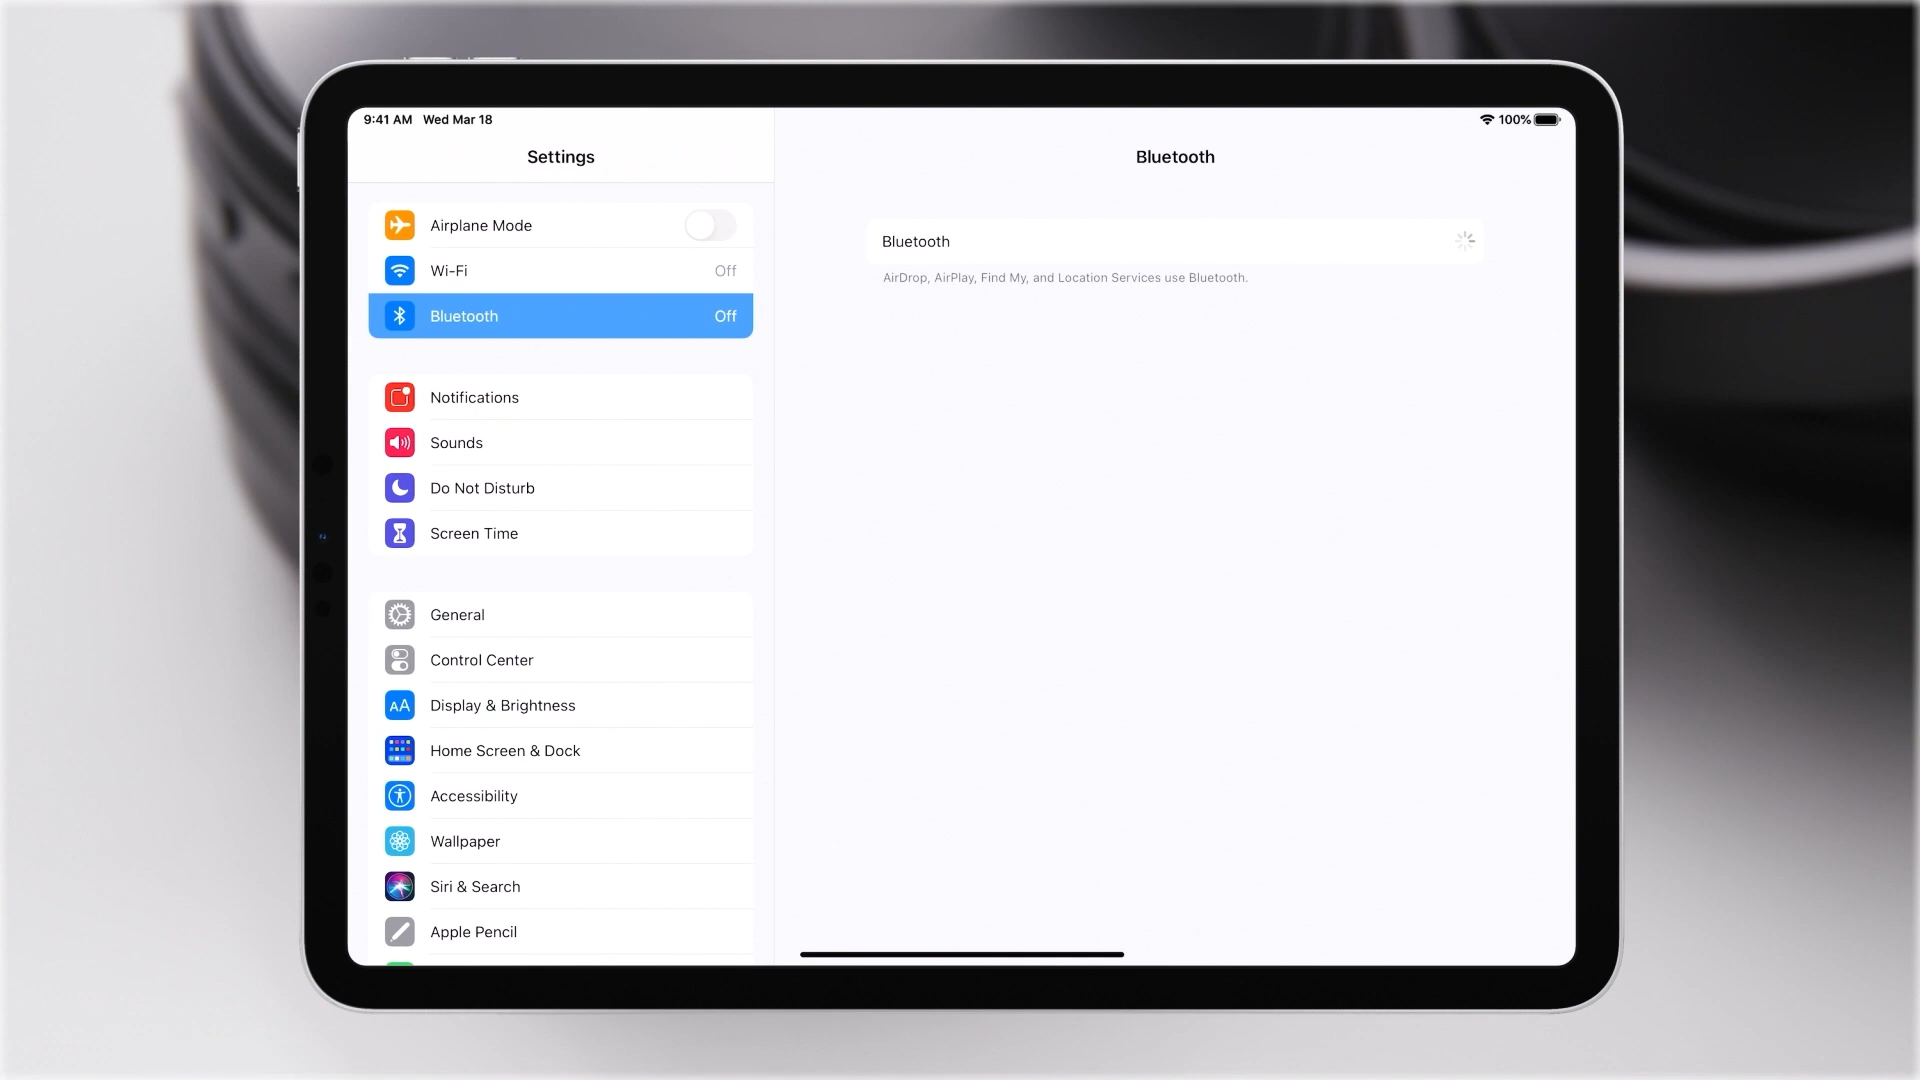 9:41 AM Wed Mar 18
100%
Settings
Bluetooth
Airplane Mode
Wi-Fi Off
Bluetooth Off
Notifications
Sounds
Do Not Disturb
Screen Time
General
Control Center
AA Display & Brightness
Home Screen & Dock
Accessibility
Wallpaper
Siri & Search
Apple Pencil
Bluetooth
AirDrop, AirPlay, Find My, and Location Services use Bluetooth.